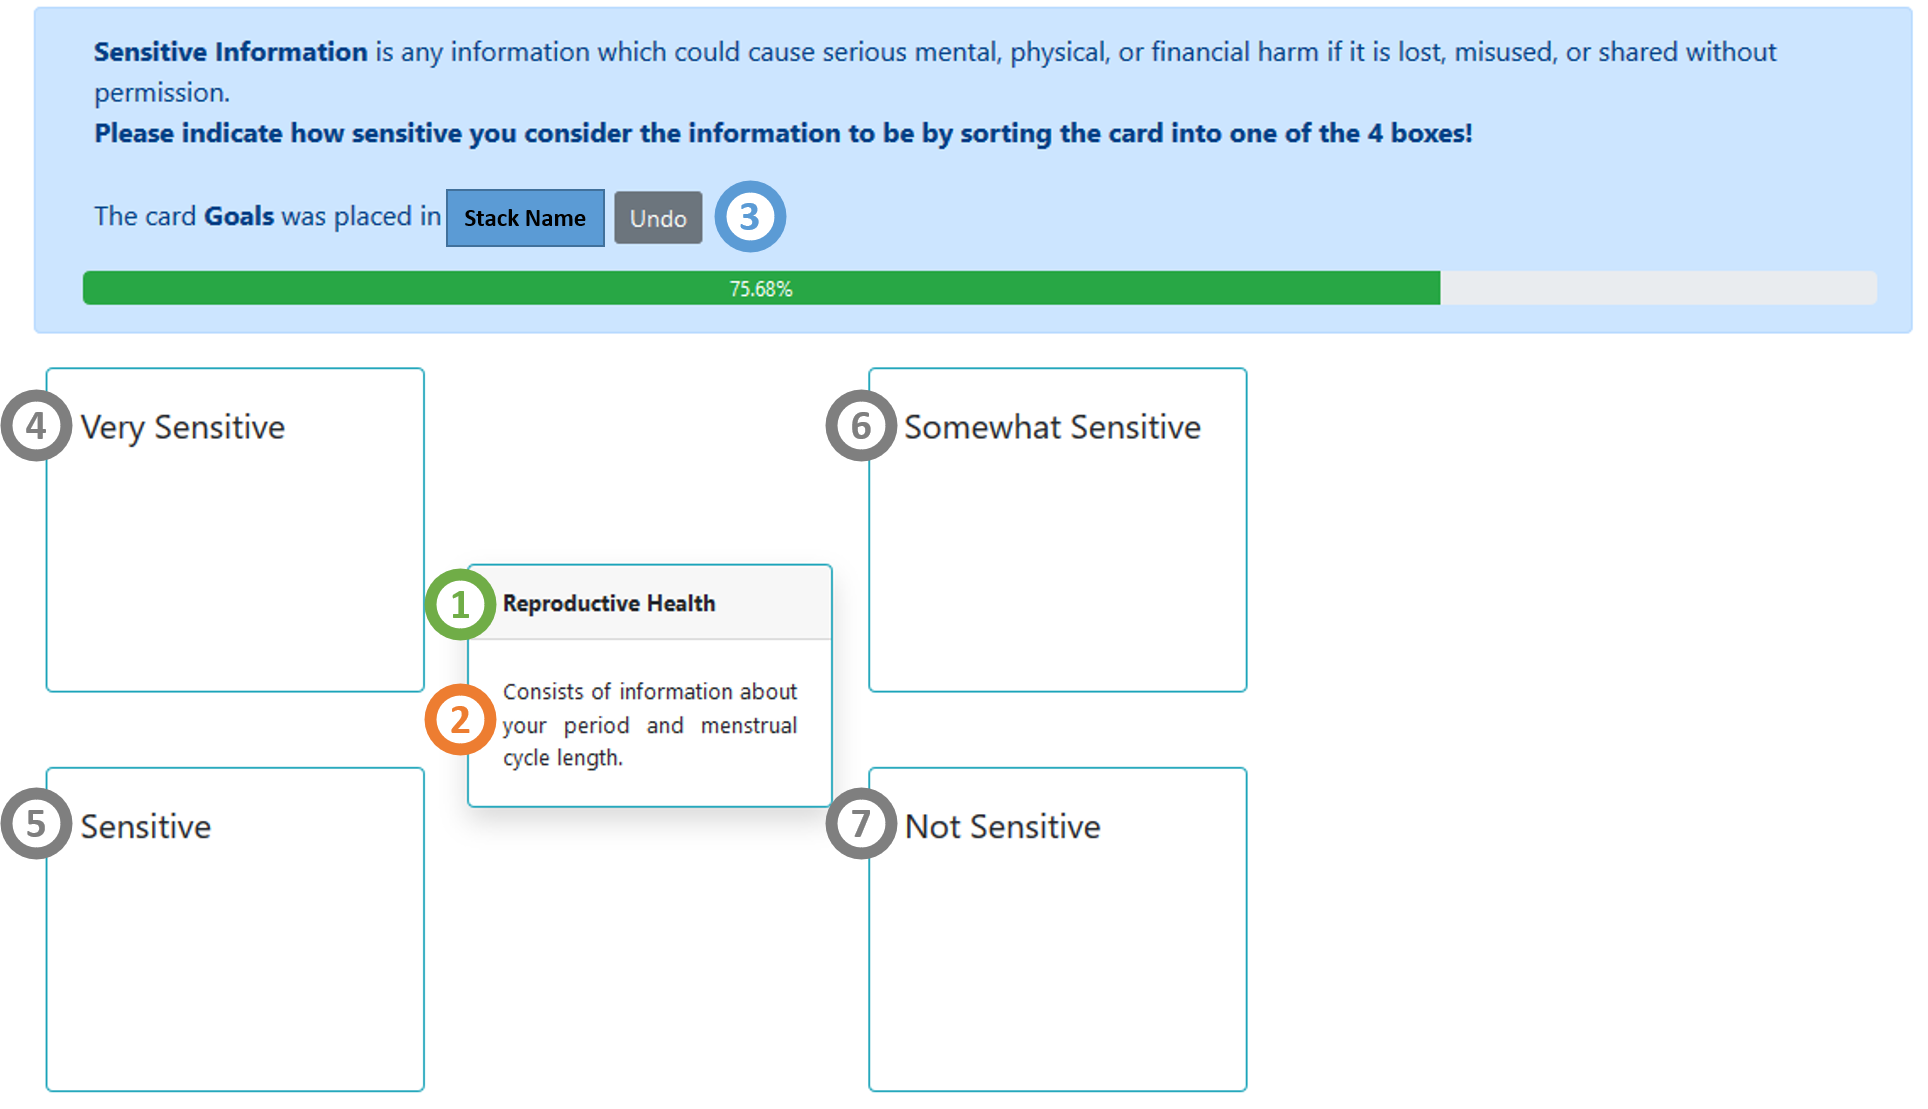 Sensitive Information is any information which could cause serious mental, physical, or financial harm if it is lost, misused, or shared without
permission.
Please indicate how sensitive you consider the information to be by sorting the card into one of the 4 boxes!
The card Goals was placed in Stack Name Undo 3
75.68%
4 Very Sensitive
6 Somewhat Sensitive
1 Reproductive Health
2 Consists of information about
your period and menstrual
cycle length.
5 Sensitive
7 Not Sensitive